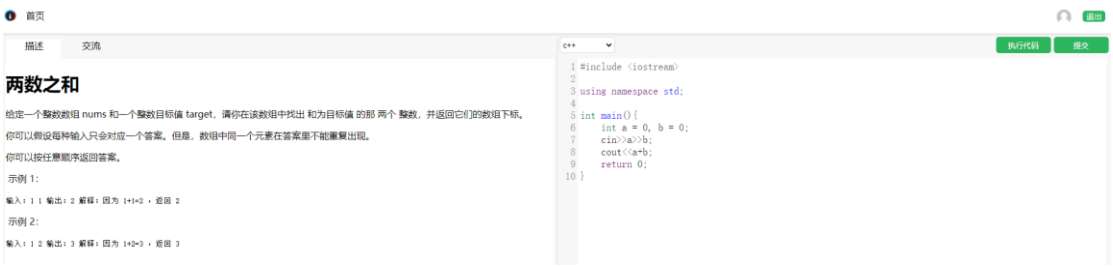 首页
退出
描述 交流
c++
执行代码 提交
两数之和
给定一个整数数组 nums 和一个整数目标值 target，请你在该数组中找出 和为目标值 的那 两个 整数，并返回它们的数组下标。
你可以假设每种输入只会对应一个答案。但是，数组中同一个元素在答案里不能重复出现。
你可以按任意顺序返回答案。
示例 1：
输入：1 1 输出：2 解释：因为 1+1=2 ，返回 2
示例 2：
输入：1 2 输出：3 解释：因为 1+2=3 ，返回 3
1 #include <iostream>
2
3 using namespace std;
4
5 int main(){
6     int a = 0, b = 0;
7     cin>>a>>b;
8     cout<<a+b;
9     return 0;
10 }